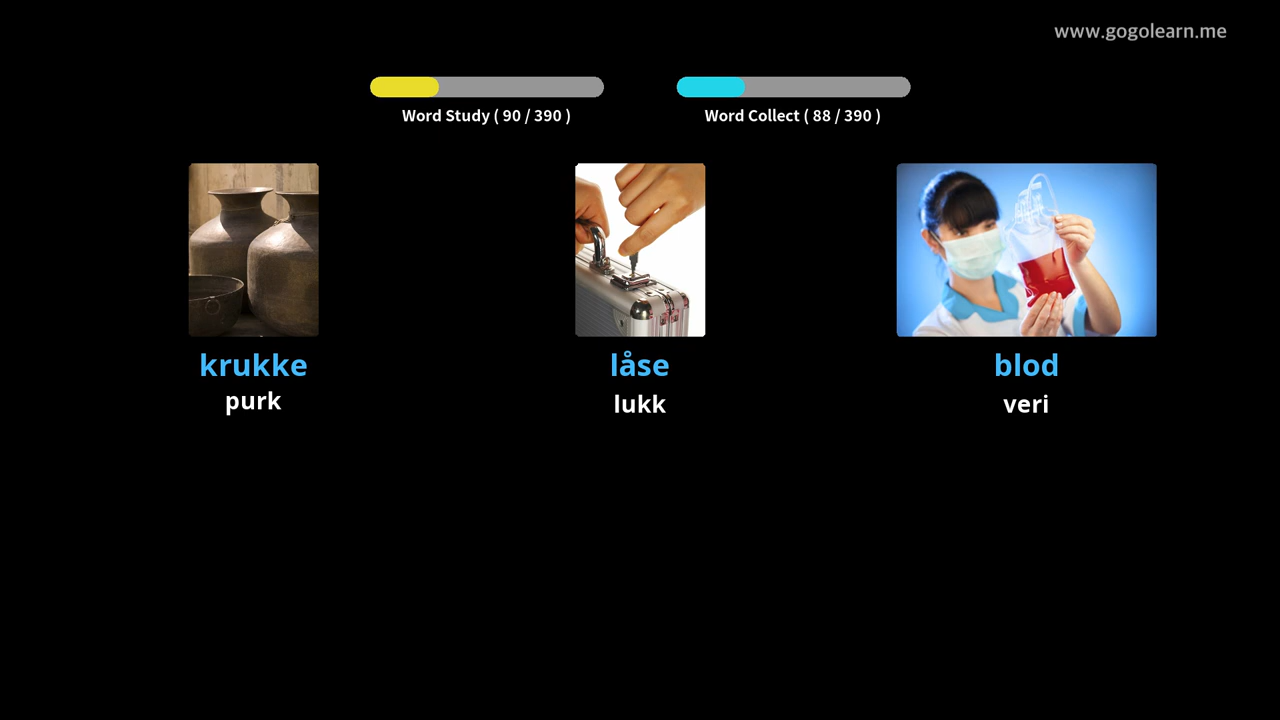 www.gogolearn.me
Word Study ( 90 / 390 )
Word Collect ( 88 / 390 )
krukke
purk
låse
lukk
blod
veri